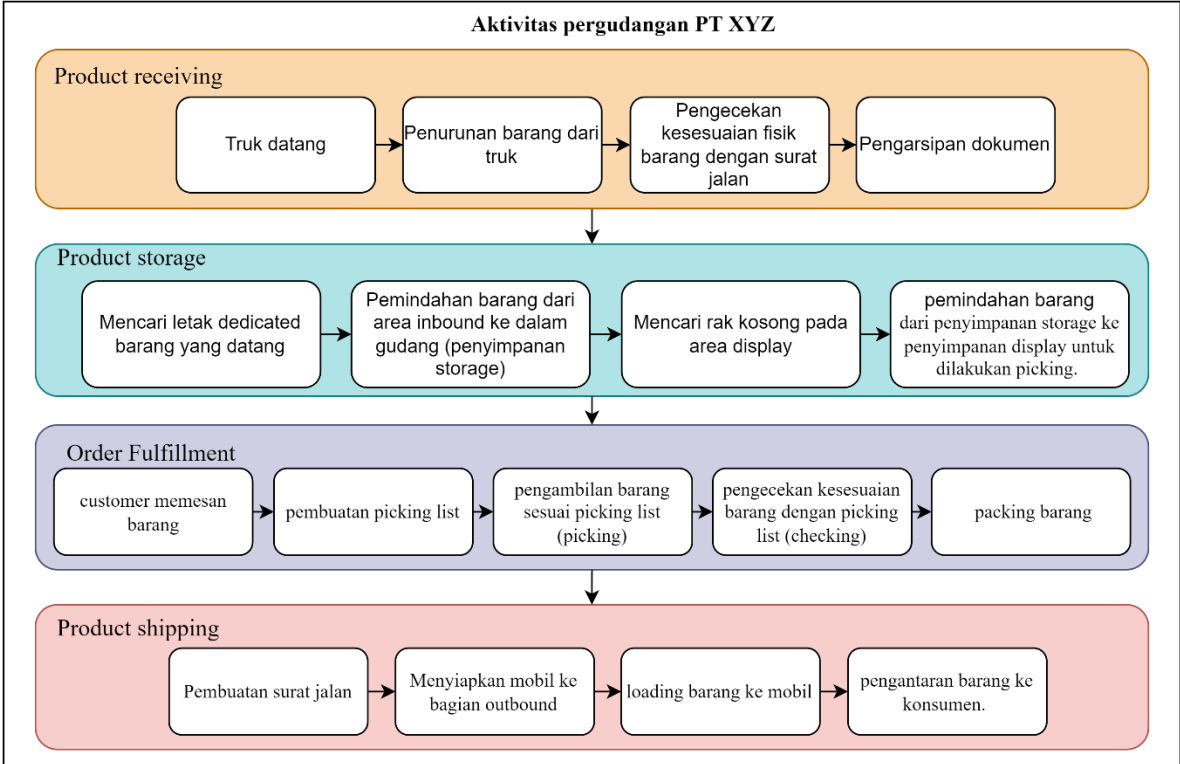 Aktivitas pergudangan PT XYZ
Product receiving
Truk datang
Penurunan barang dari
truk
Pengecekan
kesesuaian fisik
barang dengan surat
jalan
Pengarsipan dokumen
Product storage
Mencari letak dedicated
barang yang datang
Pemindahan barang dari
area inbound ke dalam
gudang (penyimpanan
storage)
Mencari rak kosong pada
area display
pemindahan barang
dari penyimpanan storage ke
penyimpanan display untuk
dilakukan picking.
Order Fulfillment
customer memesan
barang
pembuatan picking list
pengambilan barang
sesuai picking list
(picking)
pengecekan kesesuaian
barang dengan picking
list (checking)
packing barang
Product shipping
Pembuatan surat jalan
Menyiapkan mobil ke
bagian outbound
loading barang ke mobil
pengantaran barang ke
konsumen.